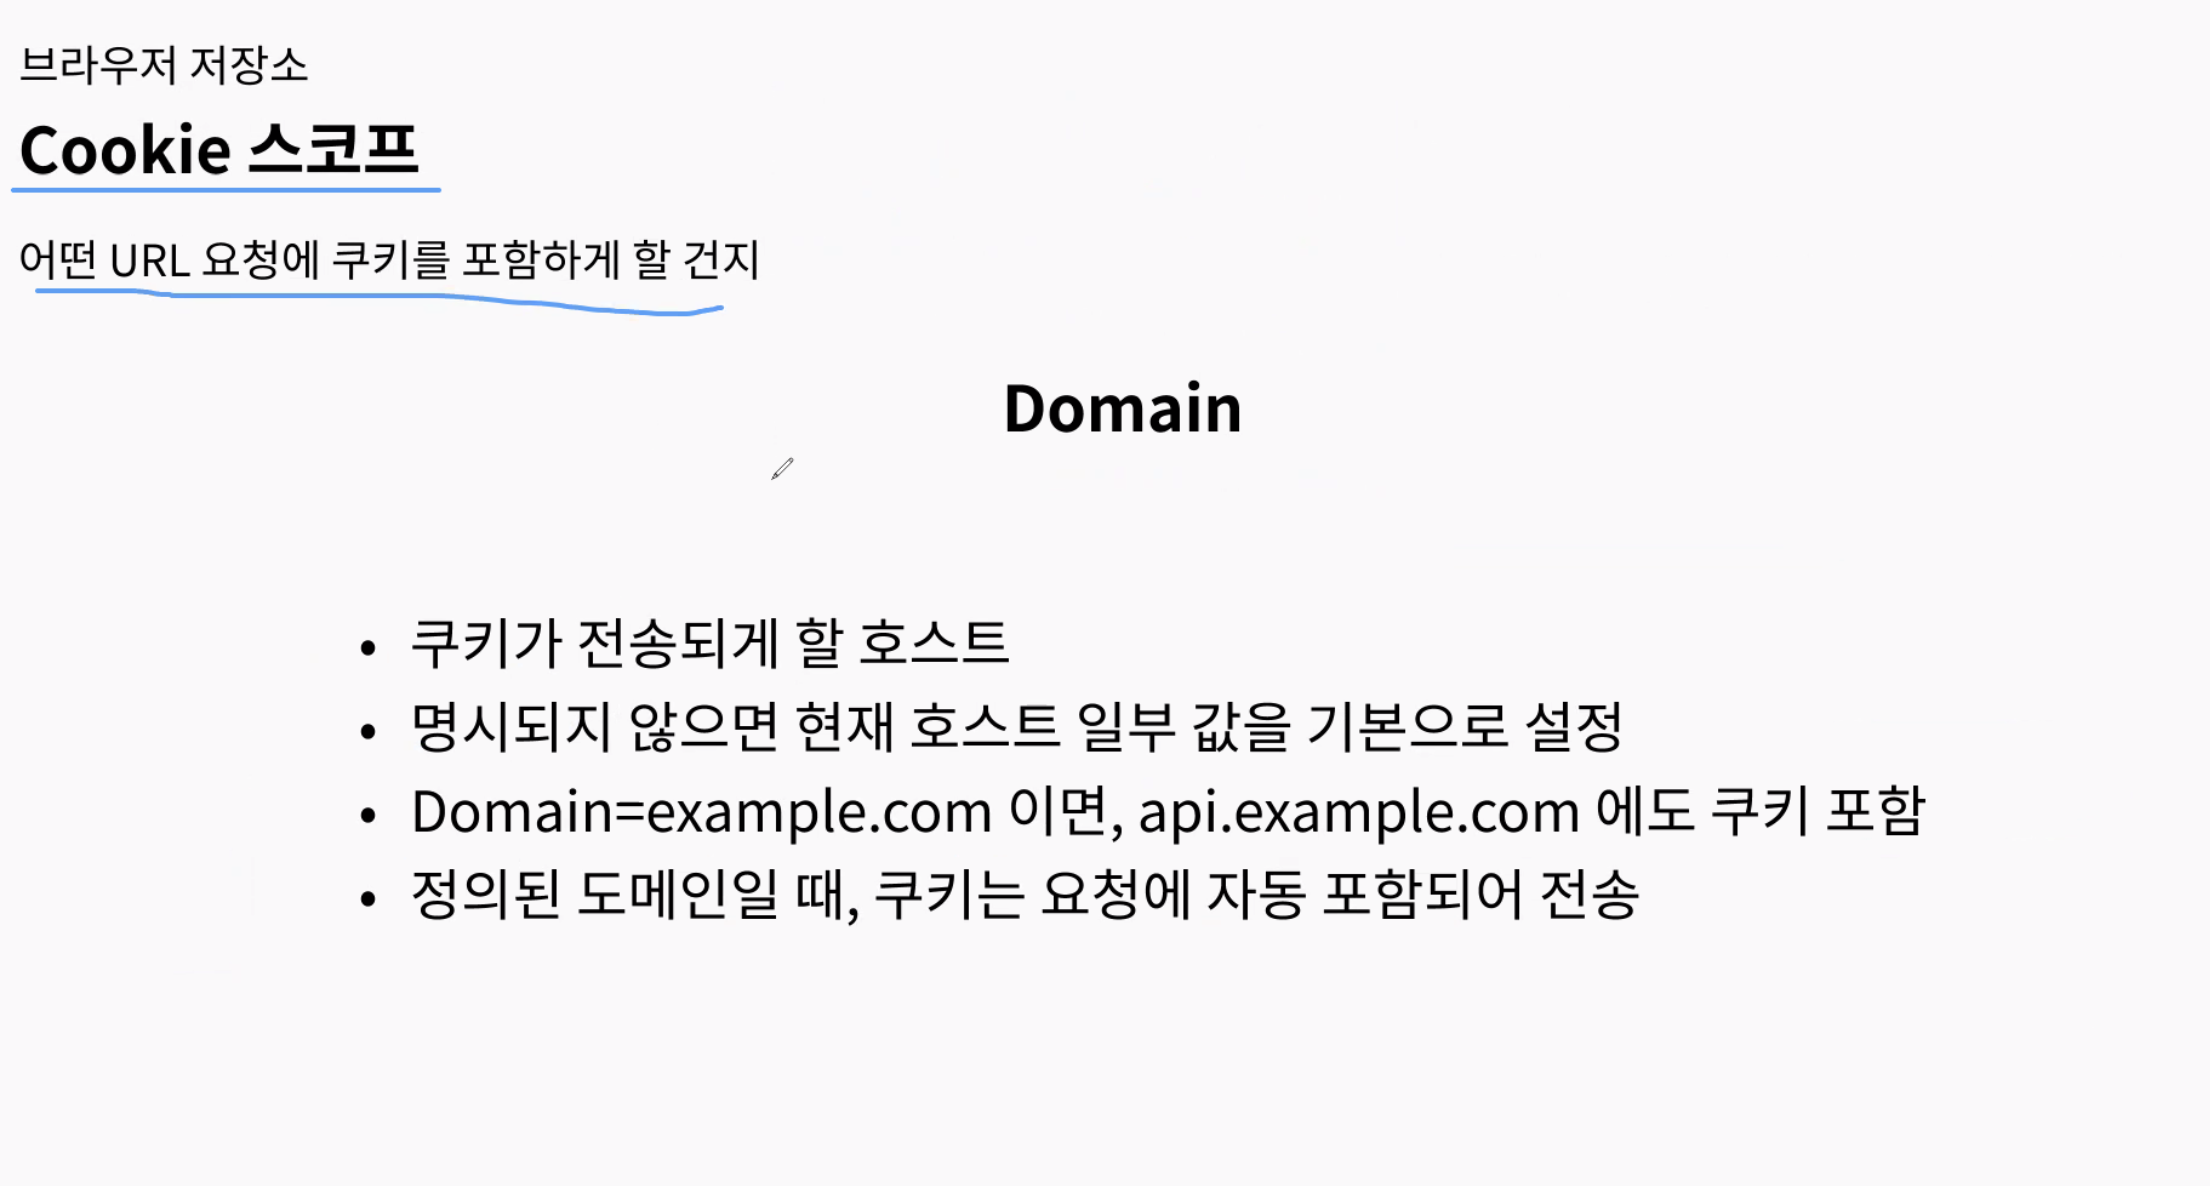 브라우저 저장소
Cookie 스코프
어떤 URL 요청에 쿠키를 포함하게 할 건지
Domain
• 쿠키가 전송되게 할 호스트
• 명시되지 않으면 현재 호스트 일부 값을 기본으로 설정
• Domain=example.com 이면, api.example.com 에도 쿠키 포함
• 정의된 도메인일 때, 쿠키는 요청에 자동 포함되어 전송